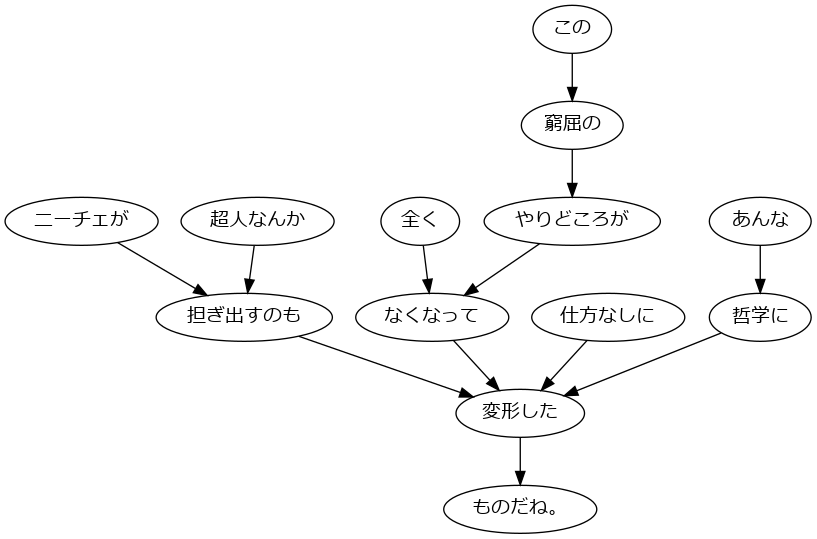 この
窮屈の
ニーチェが
超人なんか
全く
やりどころが
あんな
担ぎ出すのも
なくなって
仕方なしに
哲学に
変形した
ものだね。